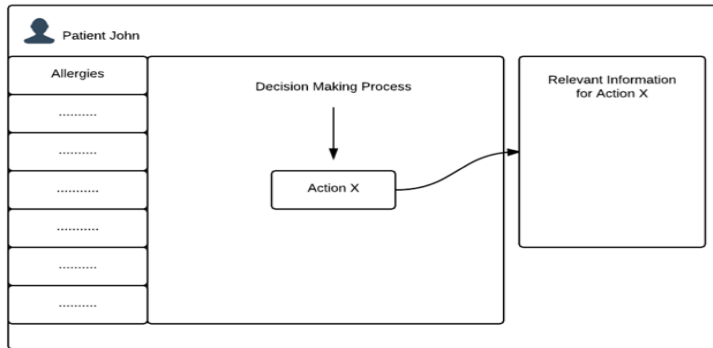 Patient John
Allergies
..........
..........
...........
...........
..........
..........
Decision Making Process
Action X
Relevant Information
for Action X